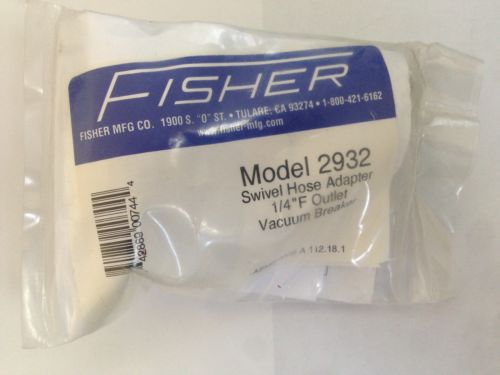 FISHER
FISHER MFG CO. 1900 S. "O" ST. • TULARE, CA 93274 • 1-800-421-6162
www.fisher-mfg.com
Model 2932
Swivel Hose Adapter
1/4"F Outlet
Vacuum Breaker
A 112.18.1